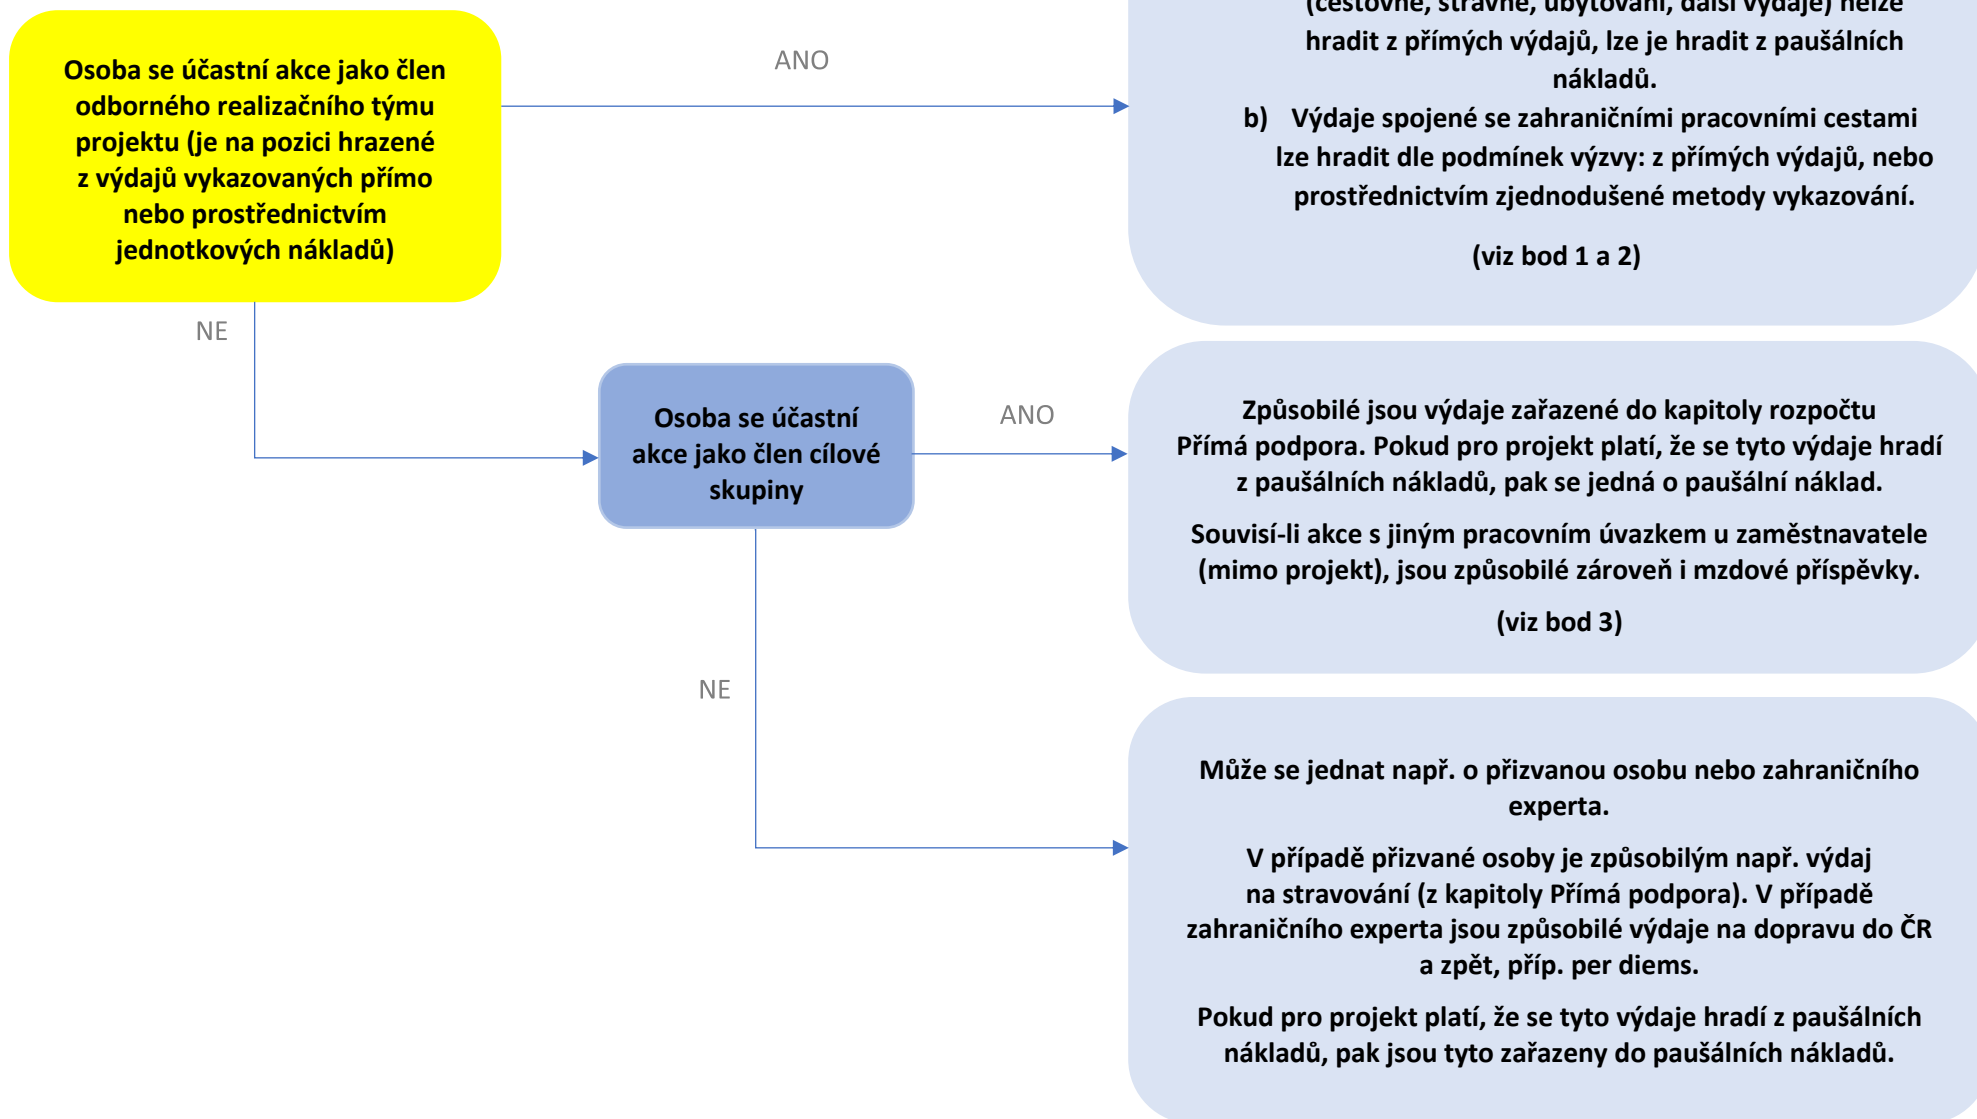 (cestovné, stravné, ubytování, další výdaje) nelze
hradit z přímých výdajů, lze je hradit z paušálních
nákladů.
b) Výdaje spojené se zahraničními pracovními cestami
lze hradit dle podmínek výzvy: z přímých výdajů, nebo
prostřednictvím zjednodušené metody vykazování.
(viz bod 1 a 2)
Osoba se účastní akce jako člen
odborného realizačního týmu
projektu (je na pozici hrazené
z výdajů vykazovaných přímo
nebo prostřednictvím
jednotkových nákladů)
ANO
NE
Osoba se účastní
akce jako člen cílové
skupiny
ANO
Způsobilé jsou výdaje zařazené do kapitoly rozpočtu
Přímá podpora. Pokud pro projekt platí, že se tyto výdaje hradí
z paušálních nákladů, pak se jedná o paušální náklad.
Souvisí-li akce s jiným pracovním úvazkem u zaměstnavatele
(mimo projekt), jsou způsobilé zároveň i mzdové příspěvky.
(viz bod 3)
NE
Může se jednat např. o přizvanou osobu nebo zahraničního
experta.
V případě přizvané osoby je způsobilým např. výdaj
na stravování (z kapitoly Přímá podpora). V případě
zahraničního experta jsou způsobilé výdaje na dopravu do ČR
a zpět, příp. per diems.
Pokud pro projekt platí, že se tyto výdaje hradí z paušálních
nákladů, pak jsou tyto zařazeny do paušálních nákladů.